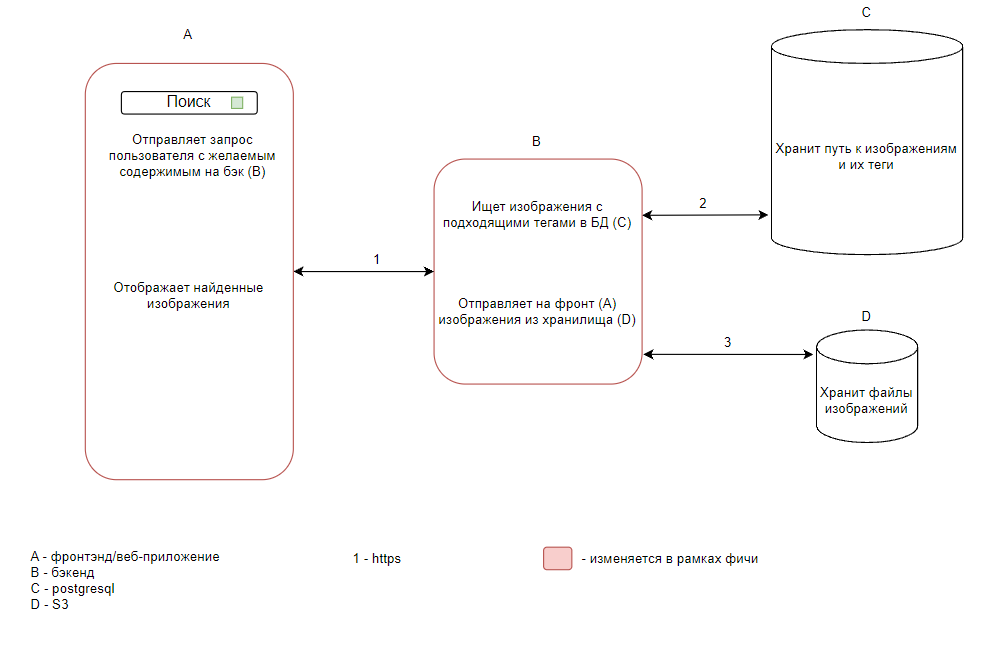 A
Поиск
Отправляет запрос
пользователя с желаемым
содержимым на бэк (B)
Отображает найденные
изображения
1
B
Ищет изображения с
подходящими тегами в БД (C)
Отправляет на фронт (A)
изображения из хранилища (D)
2
3
C
Хранит путь к изображениям
и их теги
D
Хранит файлы
изображений
A - фронтэнд/веб-приложение
B - бэкенд
C - postgresql
D - S3
1 - https
- изменяется в рамках фичи